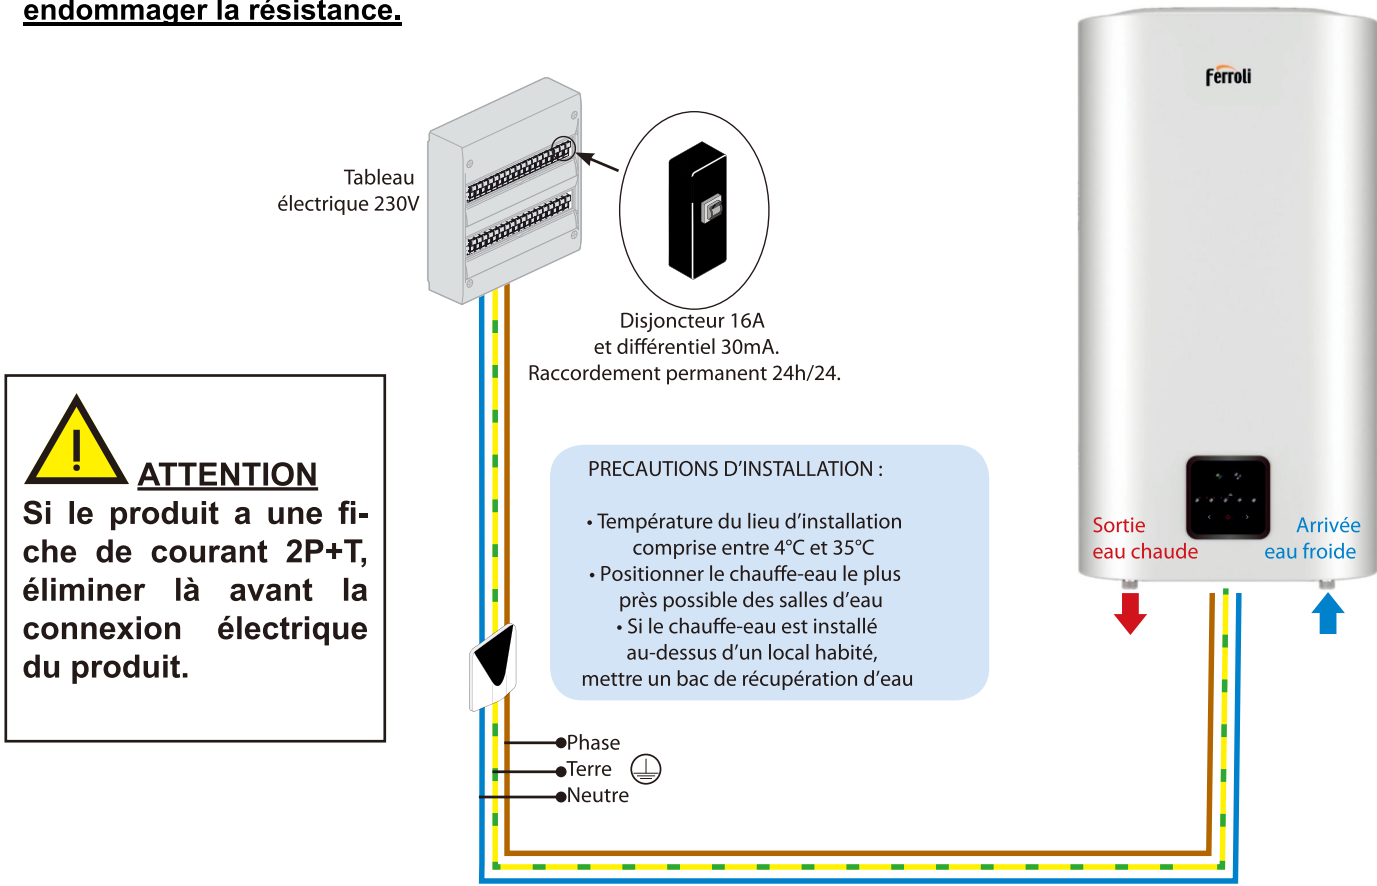 endommager la résistance.
Ferroli
Tableau
électrique 230V
Disjoncteur 16A
et différentiel 30mA.
Raccordement permanent 24h/24.
ATTENTION
Si le produit a une fi-
che de courant 2P+T,
éliminer là avant la
connexion électrique
du produit.
PRECAUTIONS D’INSTALLATION :
• Température du lieu d’installation
comprise entre 4°C et 35°C
• Positionner le chauffe-eau le plus
près possible des salles d’eau
• Si le chauffe-eau est installé
au-dessus d’un local habité,
mettre un bac de récupération d’eau
Sortie
eau chaude
Arrivée
eau froide
Phase
Terre
Neutre